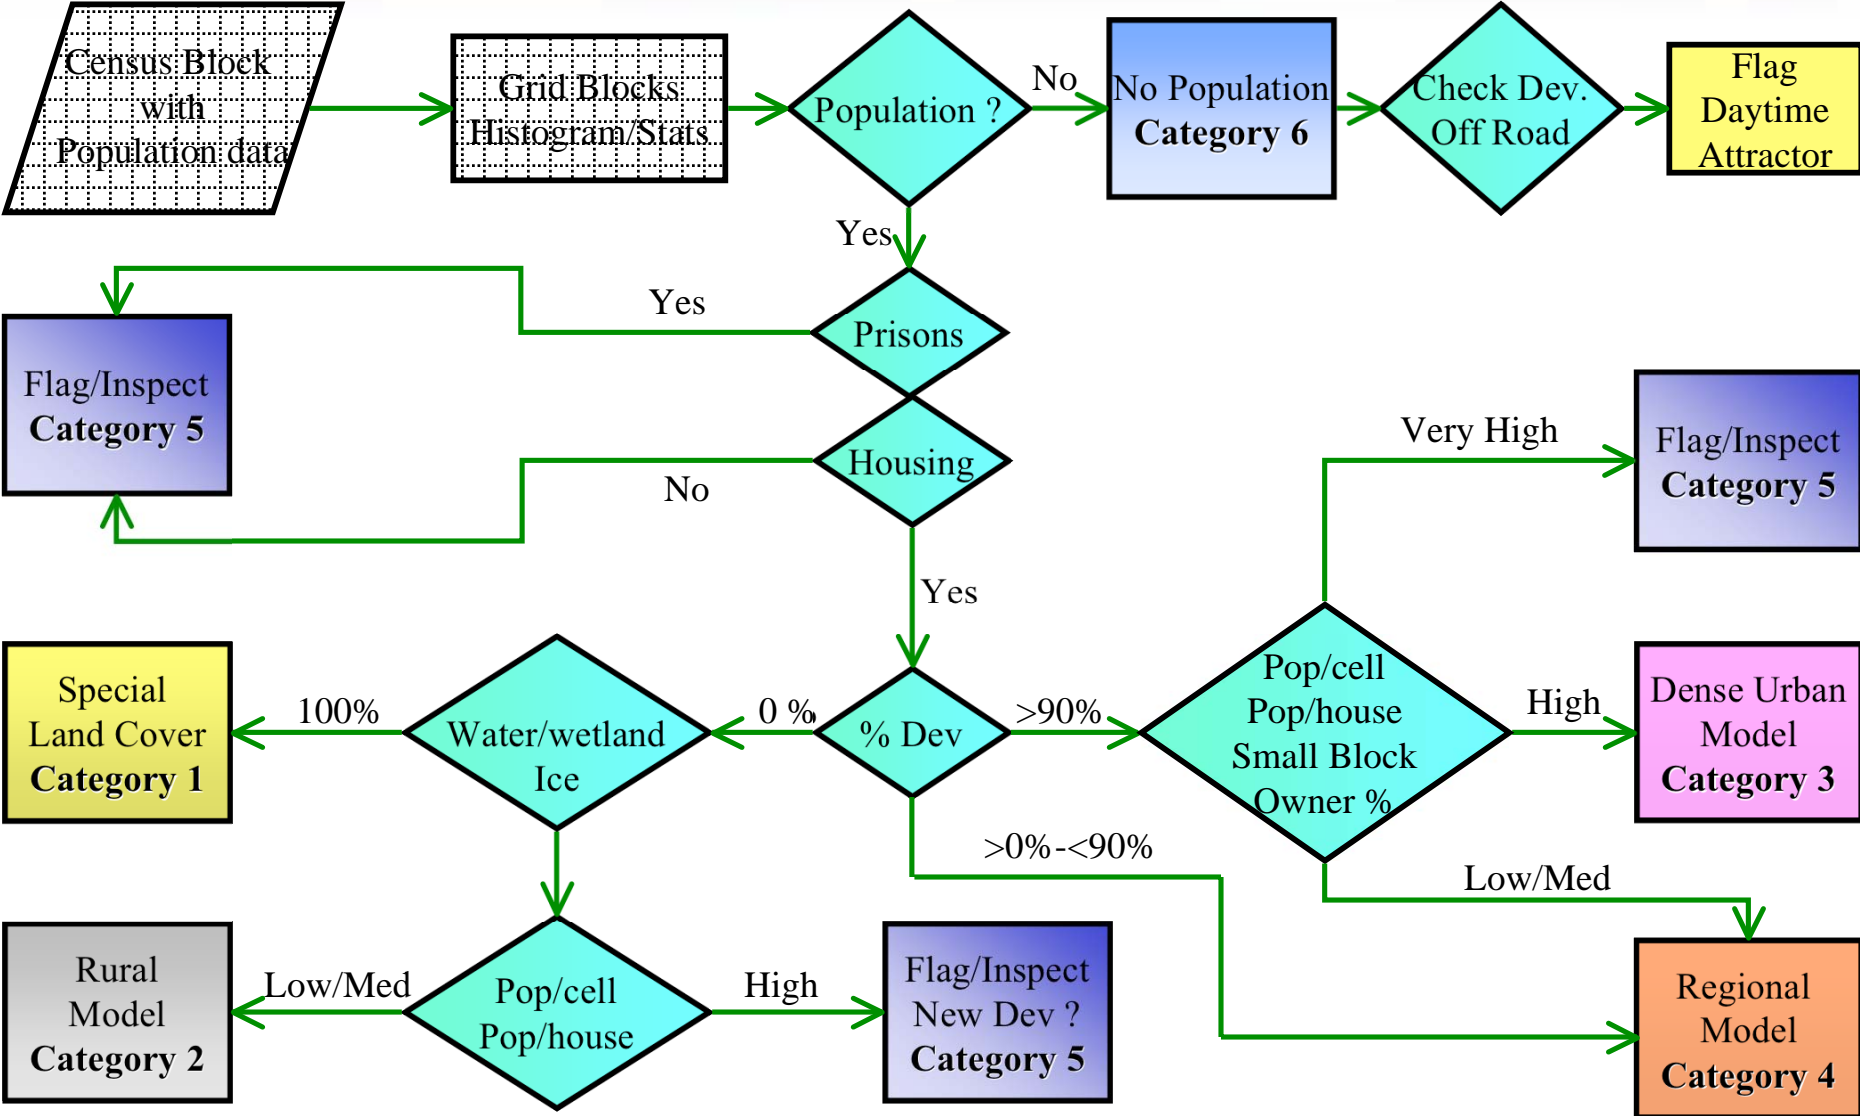 Census Block
with
Population data
Grid Blocks
Histogram/Stats
Population ?
No
No Population
Category 6
Check Dev.
Off Road
Flag
Daytime
Attractor
Yes
Prisons
Yes
Flag/Inspect
Category 5
Housing
No
Yes
Very High
Flag/Inspect
Category 5
Special
Land Cover
Category 1
100%
Water/wetland
Ice
0 %
% Dev
>90%
Pop/cell
Pop/house
Small Block
Owner %
High
Dense Urban
Model
Category 3
>0%-<90%
Low/Med
Rural
Model
Category 2
Low/Med
Pop/cell
Pop/house
High
Flag/Inspect
New Dev ?
Category 5
Regional
Model
Category 4